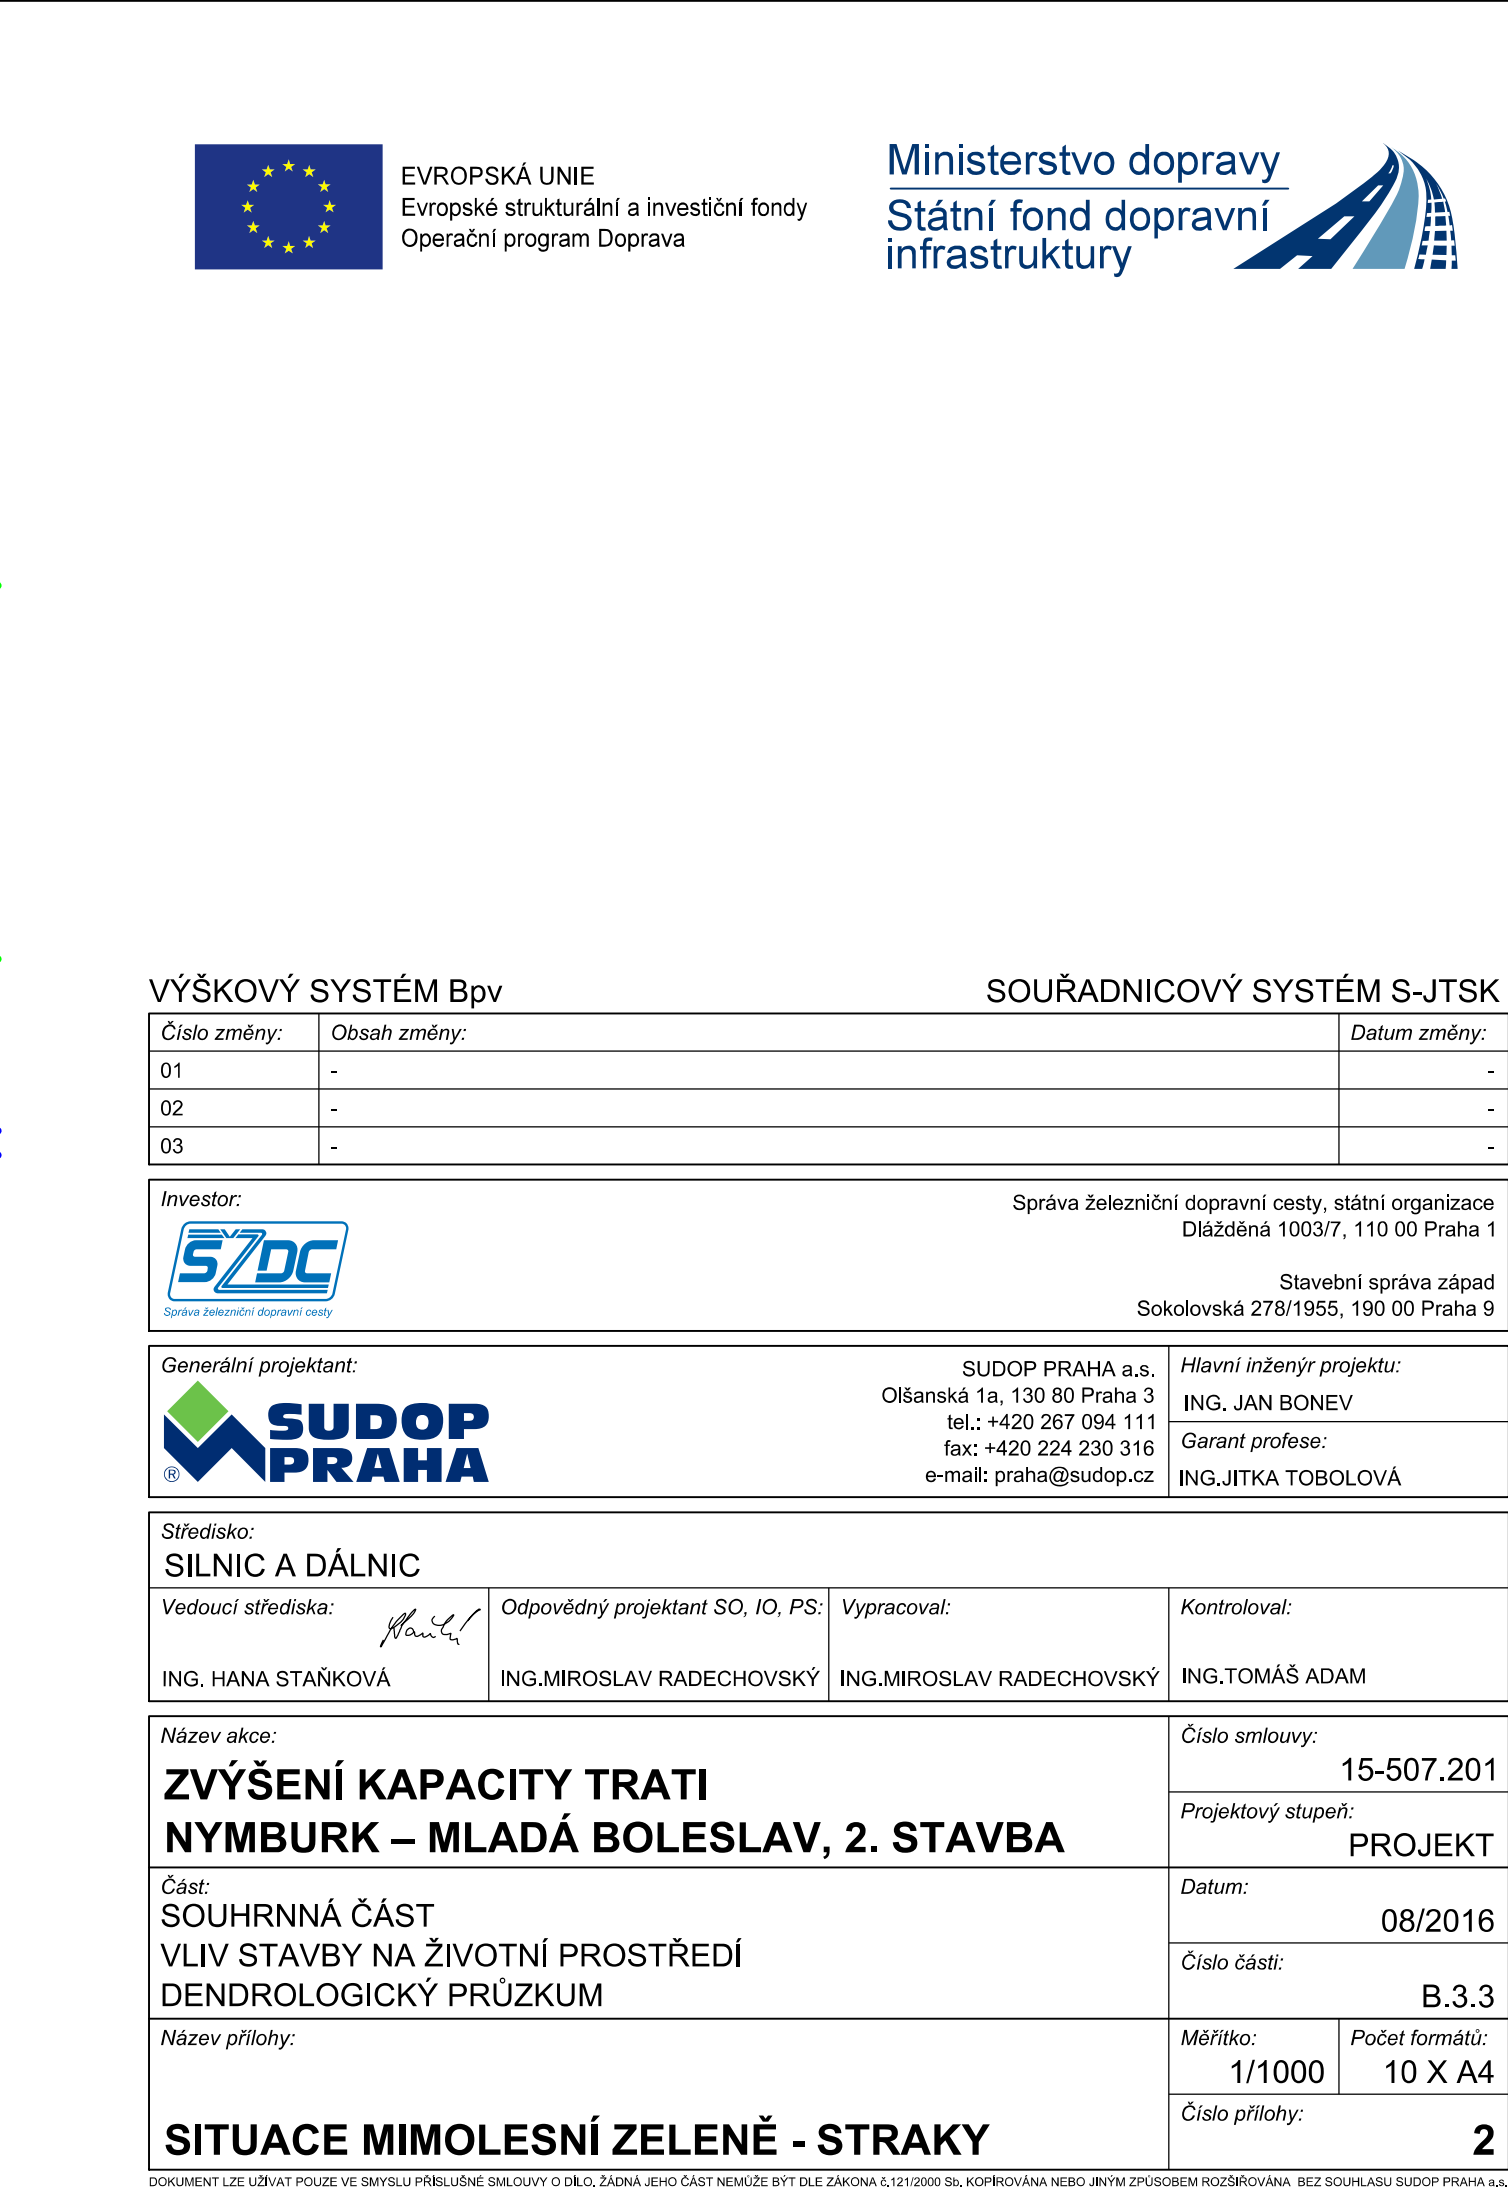 EVROPSKÁ UNIE
Evropské strukturální a investiční fondy
Operační program Doprava
Ministerstvo dopravy
Státní fond dopravní
infrastruktury
VÝŠKOVÝ SYSTÉM Bpv
SOUŘADNICOVÝ SYSTÉM S-JTSK
Číslo změny: Obsah změny: Datum změny:
01 - -
02 - -
03 - -
Investor:
ŠŽDC
Správa železniční dopravní cesty
Správa železniční dopravní cesty, státní organizace
Dlážděná 1003/7, 110 00 Praha 1
Stavební správa západ
Sokolovská 278/1955, 190 00 Praha 9
Generální projektant:
SUDOP
PRAHA
®
SUDOP PRAHA a.s.
Olšanská 1a, 130 80 Praha 3
tel.: +420 267 094 111
fax: +420 224 230 316
e-mail: praha@sudop.cz
Hlavní inženýr projektu:
ING. JAN BONEV
Garant profese:
ING.JITKA TOBOLOVÁ
Středisko:
SILNIC A DÁLNIC
Vedoucí střediska:
ING. HANA STAŇKOVÁ
Odpovědný projektant SO, IO, PS:
ING.MIROSLAV RADECHOVSKÝ
Vypracoval:
ING.MIROSLAV RADECHOVSKÝ
Kontroloval:
ING.TOMÁŠ ADAM
Název akce:
ZVÝŠENÍ KAPACITY TRATI
NYMBURK – MLADÁ BOLESLAV, 2. STAVBA
Číslo smlouvy:
15-507.201
Projektový stupeň:
PROJEKT
Část:
SOUHRNNÁ ČÁST
VLIV STAVBY NA ŽIVOTNÍ PROSTŘEDÍ
DENDROLOGICKÝ PRŮZKUM
Datum:
08/2016
Číslo části:
B.3.3
Název přílohy:
SITUACE MIMOLESNÍ ZELENĚ - STRAKY
Měřítko:
1/1000
Počet formátů:
10 X A4
Číslo přílohy:
2
DOKUMENT LZE UŽÍVAT POUZE VE SMYSLU PŘÍSLUŠNÉ SMLOUVY O DÍLO. ŽÁDNÁ JEHO ČÁST NEMŮŽE BÝT DLE ZÁKONA č.121/2000 Sb. KOPÍROVÁNA NEBO JINÝM ZPŮSOBEM ROZŠIŘOVÁNA BEZ SOUHLASU SUDOP PRAHA a.s.